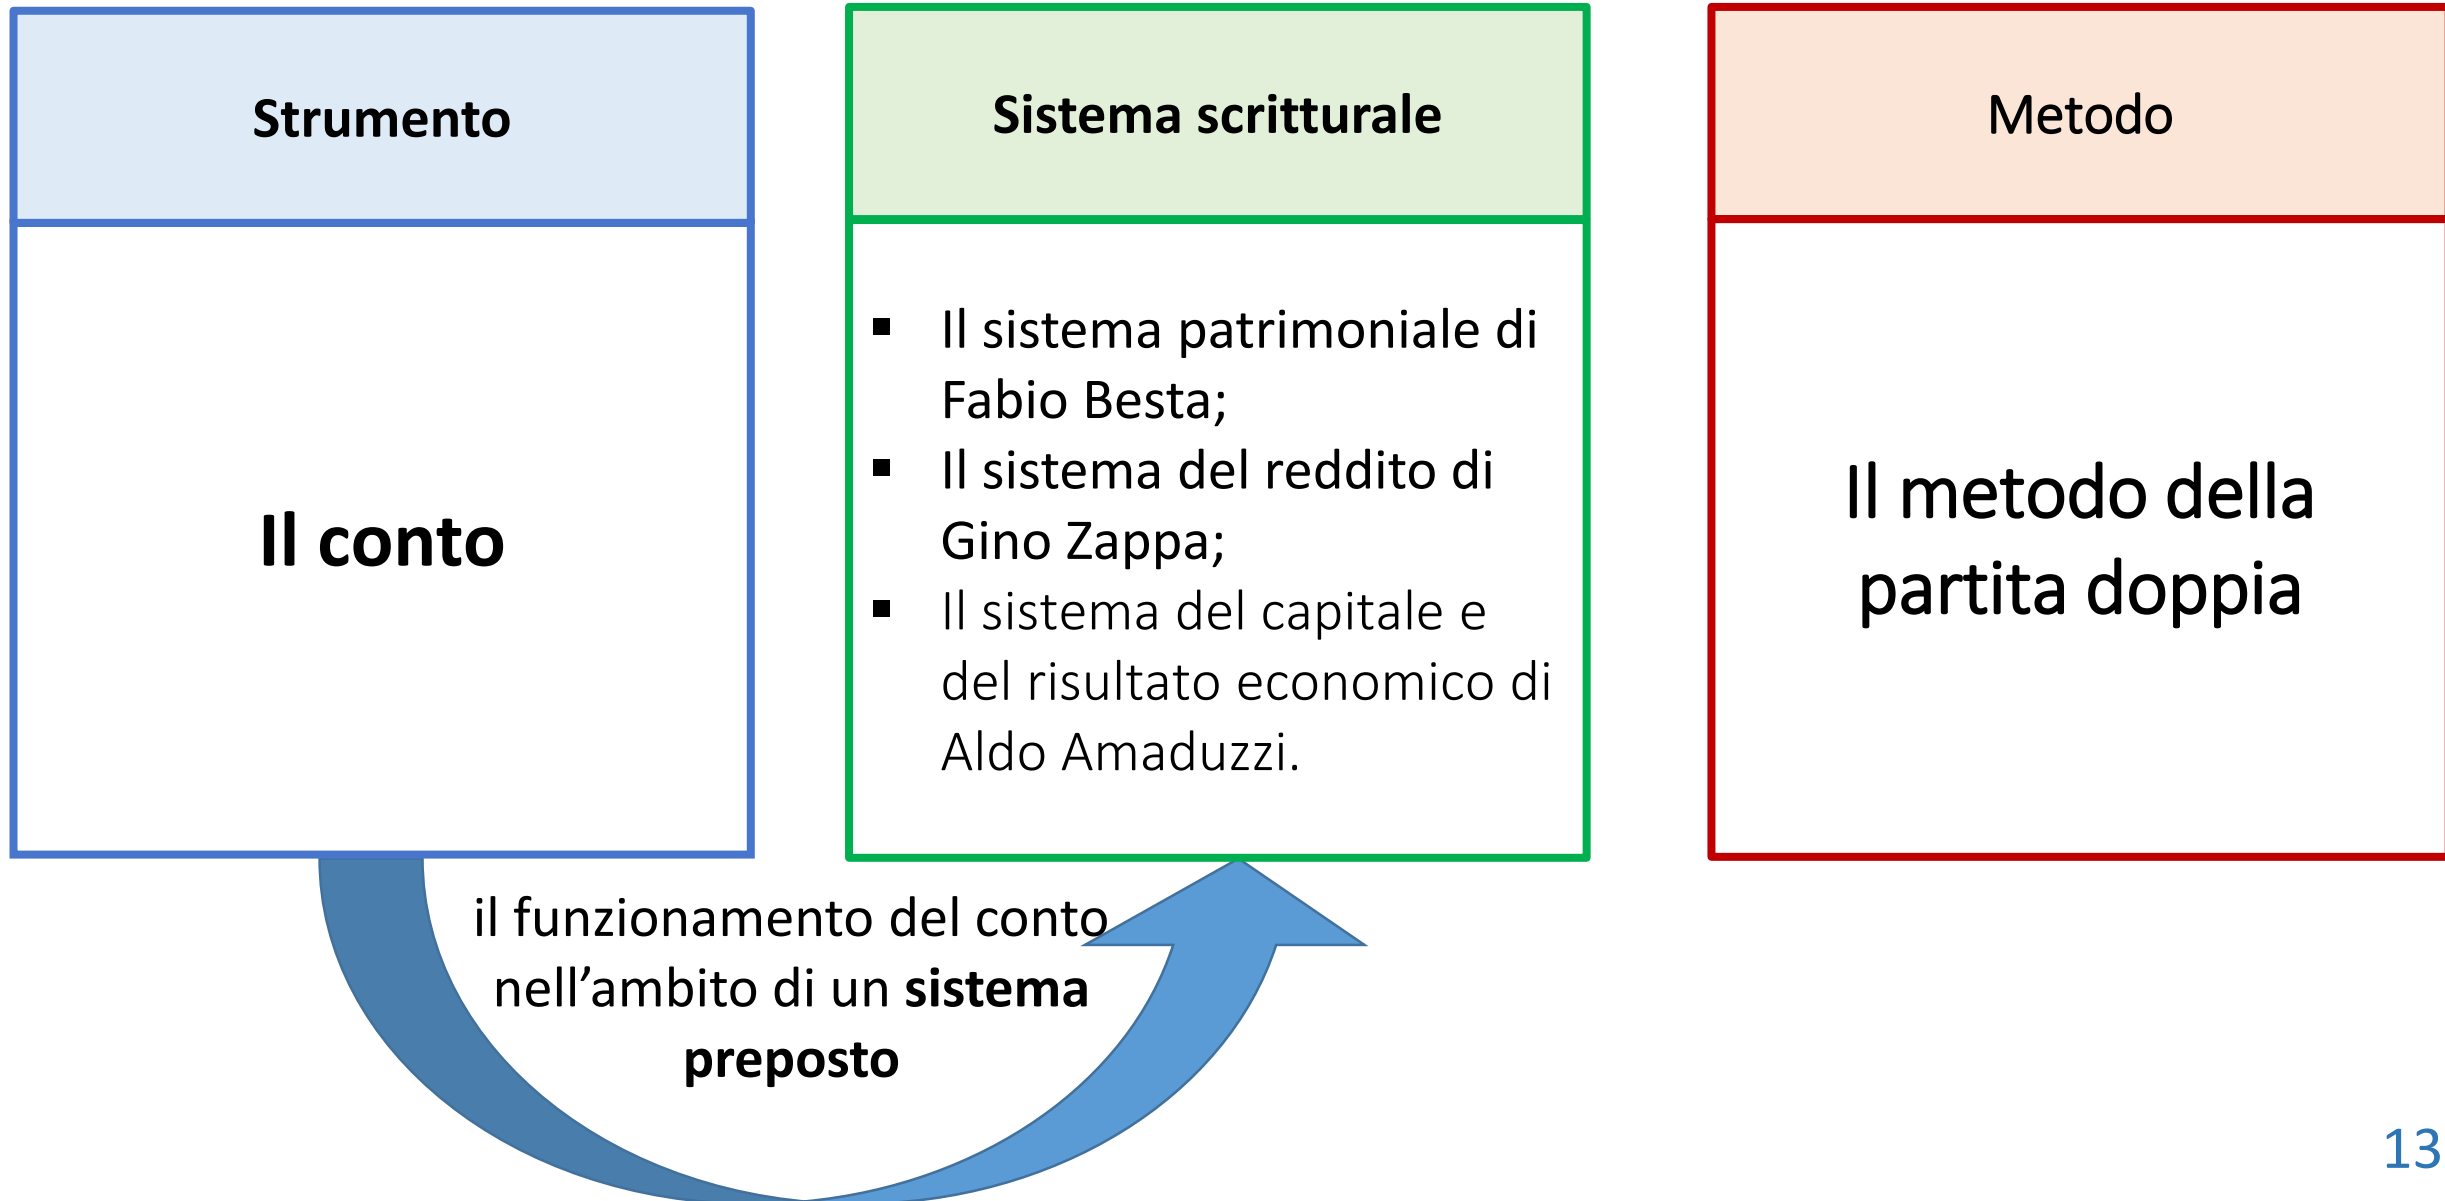 Strumento
Il conto
Sistema scritturale
▪ Il sistema patrimoniale di
Fabio Besta;
▪ Il sistema del reddito di
Gino Zappa;
▪ Il sistema del capitale e
del risultato economico di
Aldo Amaduzzi.
Metodo
Il metodo della
partita doppia
il funzionamento del conto
nell’ambito di un sistema
preposto
13